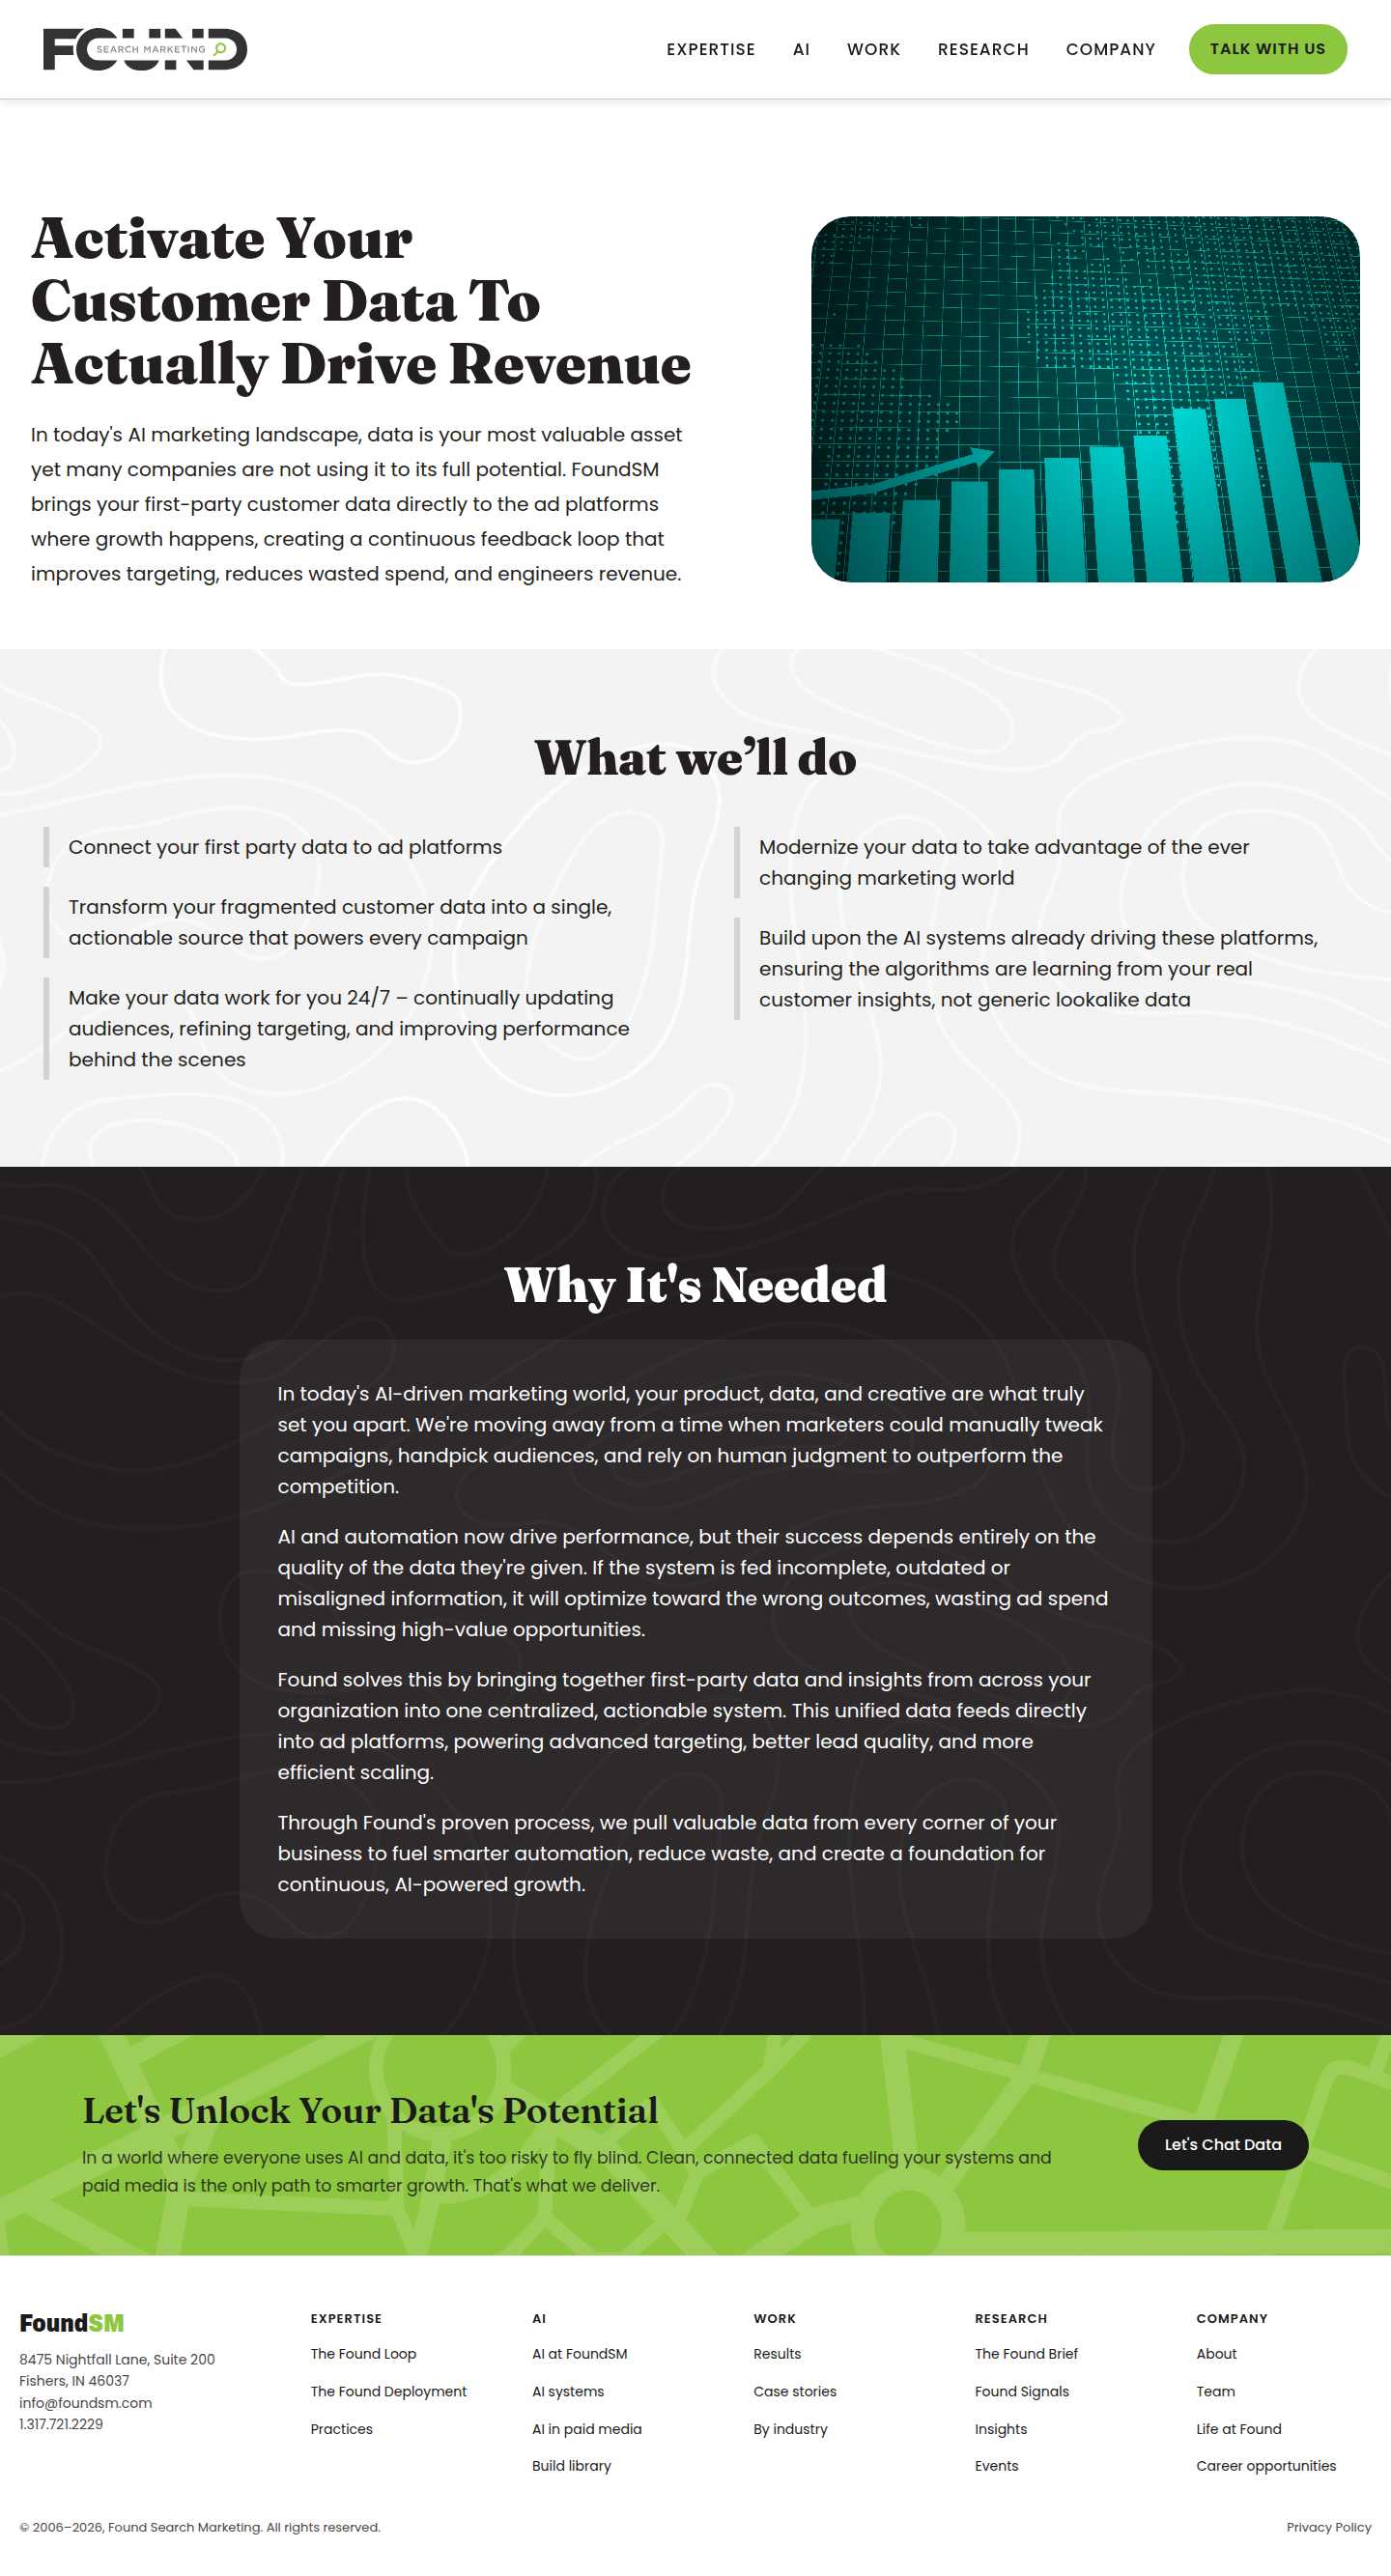 FOUND
SEARCH MARKETING
EXPERTISE
AI
WORK
RESEARCH
COMPANY
TALK WITH US
Activate Your
Customer Data To
Actually Drive Revenue
In today's AI marketing landscape, data is your most valuable asset
yet many companies are not using it to its full potential. FoundSM
brings your first-party customer data directly to the ad platforms
where growth happens, creating a continuous feedback loop that
improves targeting, reduces wasted spend, and engineers revenue.
What we’ll do
Connect your first party data to ad platforms
Transform your fragmented customer data into a single,
actionable source that powers every campaign
Make your data work for you 24/7 – continually updating
audiences, refining targeting, and improving performance
behind the scenes
Modernize your data to take advantage of the ever
changing marketing world
Build upon the AI systems already driving these platforms,
ensuring the algorithms are learning from your real
customer insights, not generic lookalike data
Why It's Needed
In today's AI-driven marketing world, your product, data, and creative are what truly
set you apart. We're moving away from a time when marketers could manually tweak
campaigns, handpick audiences, and rely on human judgment to outperform the
competition.
AI and automation now drive performance, but their success depends entirely on the
quality of the data they're given. If the system is fed incomplete, outdated or
misaligned information, it will optimize toward the wrong outcomes, wasting ad spend
and missing high-value opportunities.
Found solves this by bringing together first-party data and insights from across your
organization into one centralized, actionable system. This unified data feeds directly
into ad platforms, powering advanced targeting, better lead quality, and more
efficient scaling.
Through Found's proven process, we pull valuable data from every corner of your
business to fuel smarter automation, reduce waste, and create a foundation for
continuous, AI-powered growth.
Let's Unlock Your Data's Potential
In a world where everyone uses AI and data, it's too risky to fly blind. Clean, connected data fueling your systems and
paid media is the only path to smarter growth. That's what we deliver.
Let's Chat Data
FoundSM
8475 Nightfall Lane, Suite 200
Fishers, IN 46037
info@foundsm.com
1.317.721.2229
EXPERTISE
The Found Loop
The Found Deployment
Practices
AI
AI at FoundSM
AI systems
AI in paid media
Build library
WORK
Results
Case stories
By industry
RESEARCH
The Found Brief
Found Signals
Insights
Events
COMPANY
About
Team
Life at Found
Career opportunities
© 2006–2026, Found Search Marketing. All rights reserved.
Privacy Policy